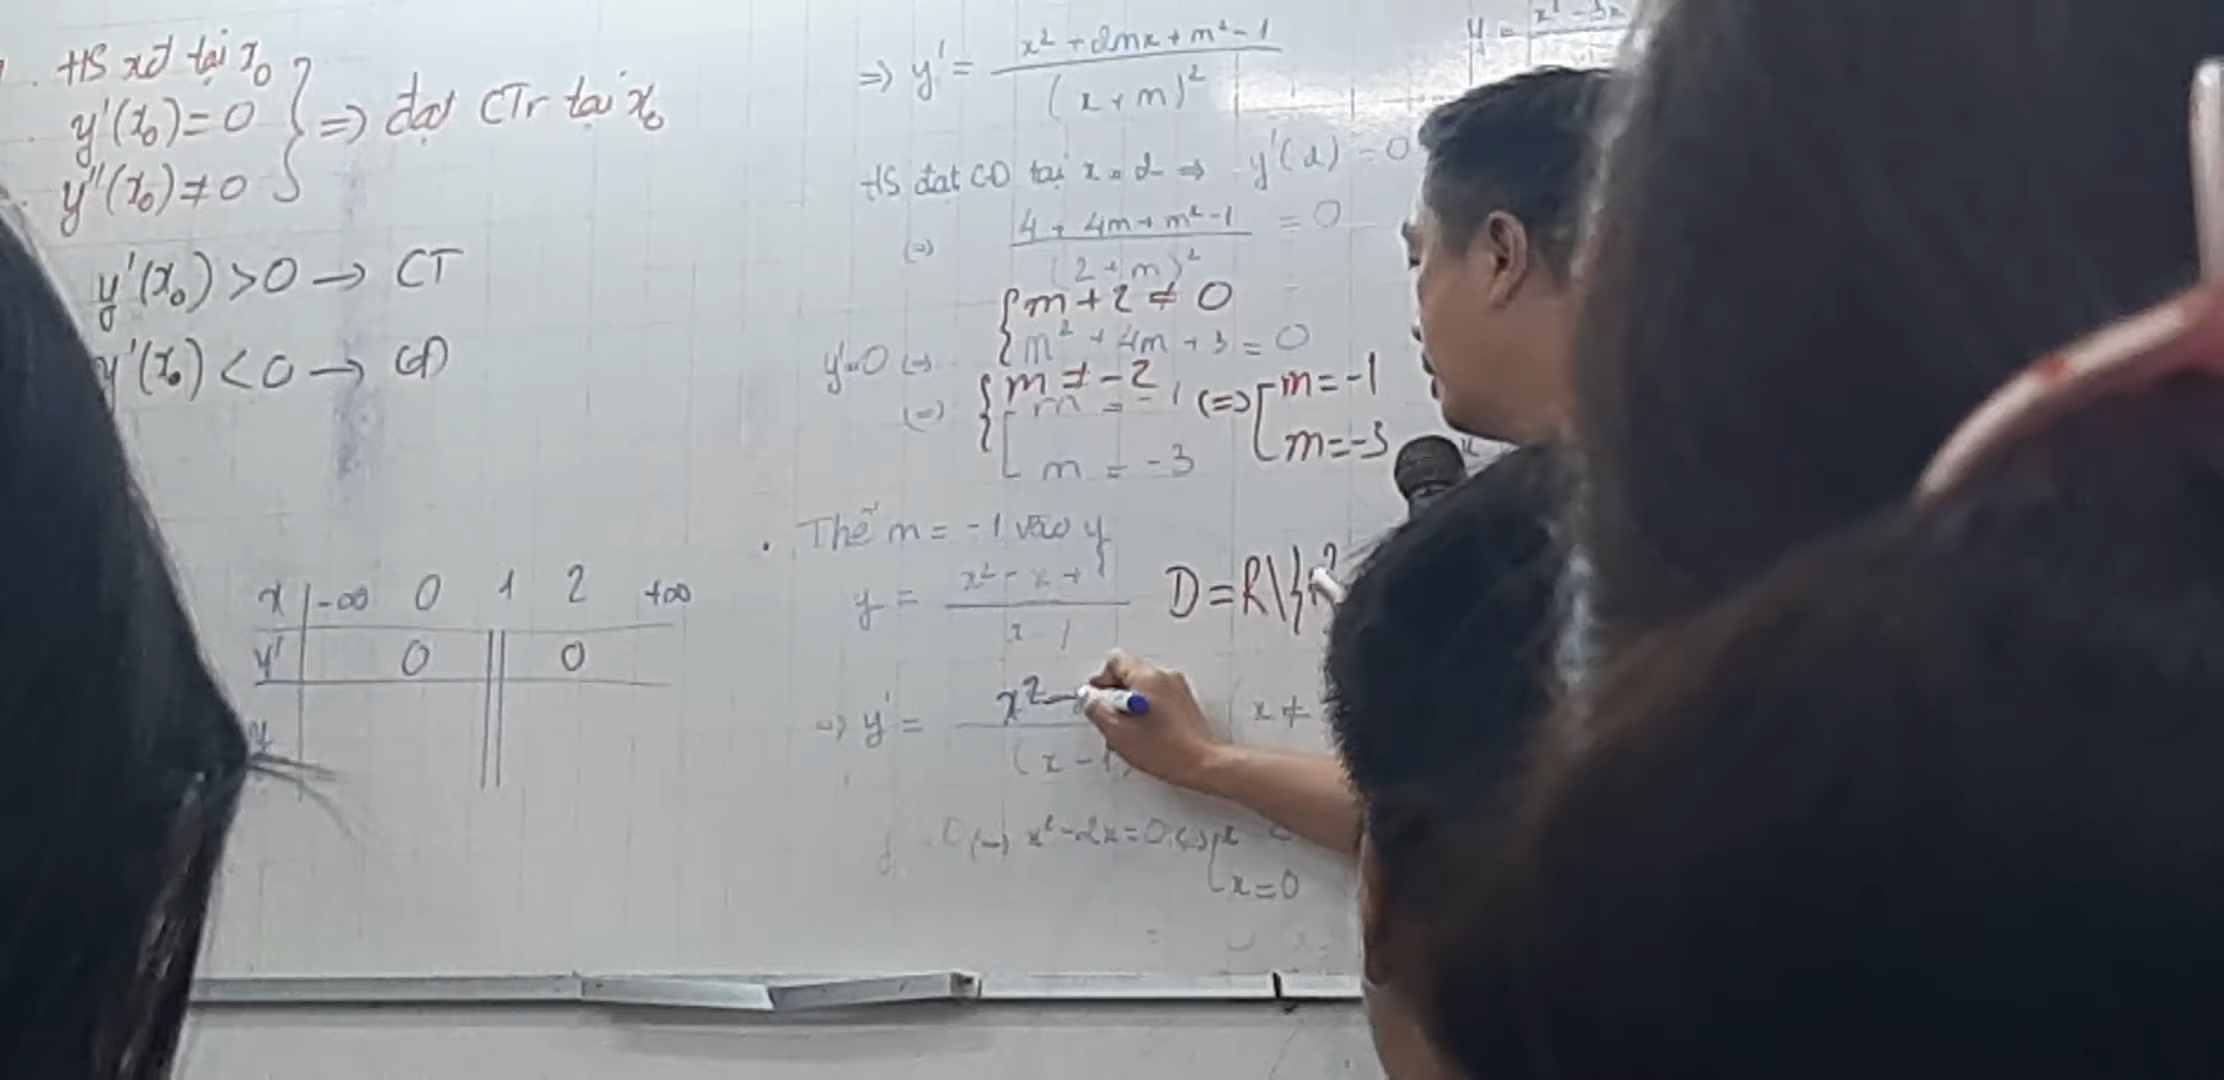 HS xđ tại x₀
y'(x₀) = 0
y''(x₀) ≠ 0
} => đạt CTr tại x₀
y'(x₀) > 0 → CT
y'(x₀) < 0 → CĐ
x | -∞ 0 1 2 +∞
y' | 0 || 0
y
=> y' = (x² + 2mx + m² - 1) / (x + m)²
HS đạt CĐ tại x = 2 => y'(2) = 0
(=) (4 + 4m + m² - 1) / (2 + m)² = 0
y' = 0 (=) { m + 2 ≠ 0
m² + 4m + 3 = 0
(=) { m ≠ -2
[ m = -1
m = -3
(=>) [ m = -1
m = -3
. Thế m = -1 vào y
y = (x² - x + 1) / (x - 1)
D = R\{
=> y' = x² - / (x - 1)
(x ≠
0 (=) x² - 2x = 0 (=) [ x
x = 0
y = x² - 3x